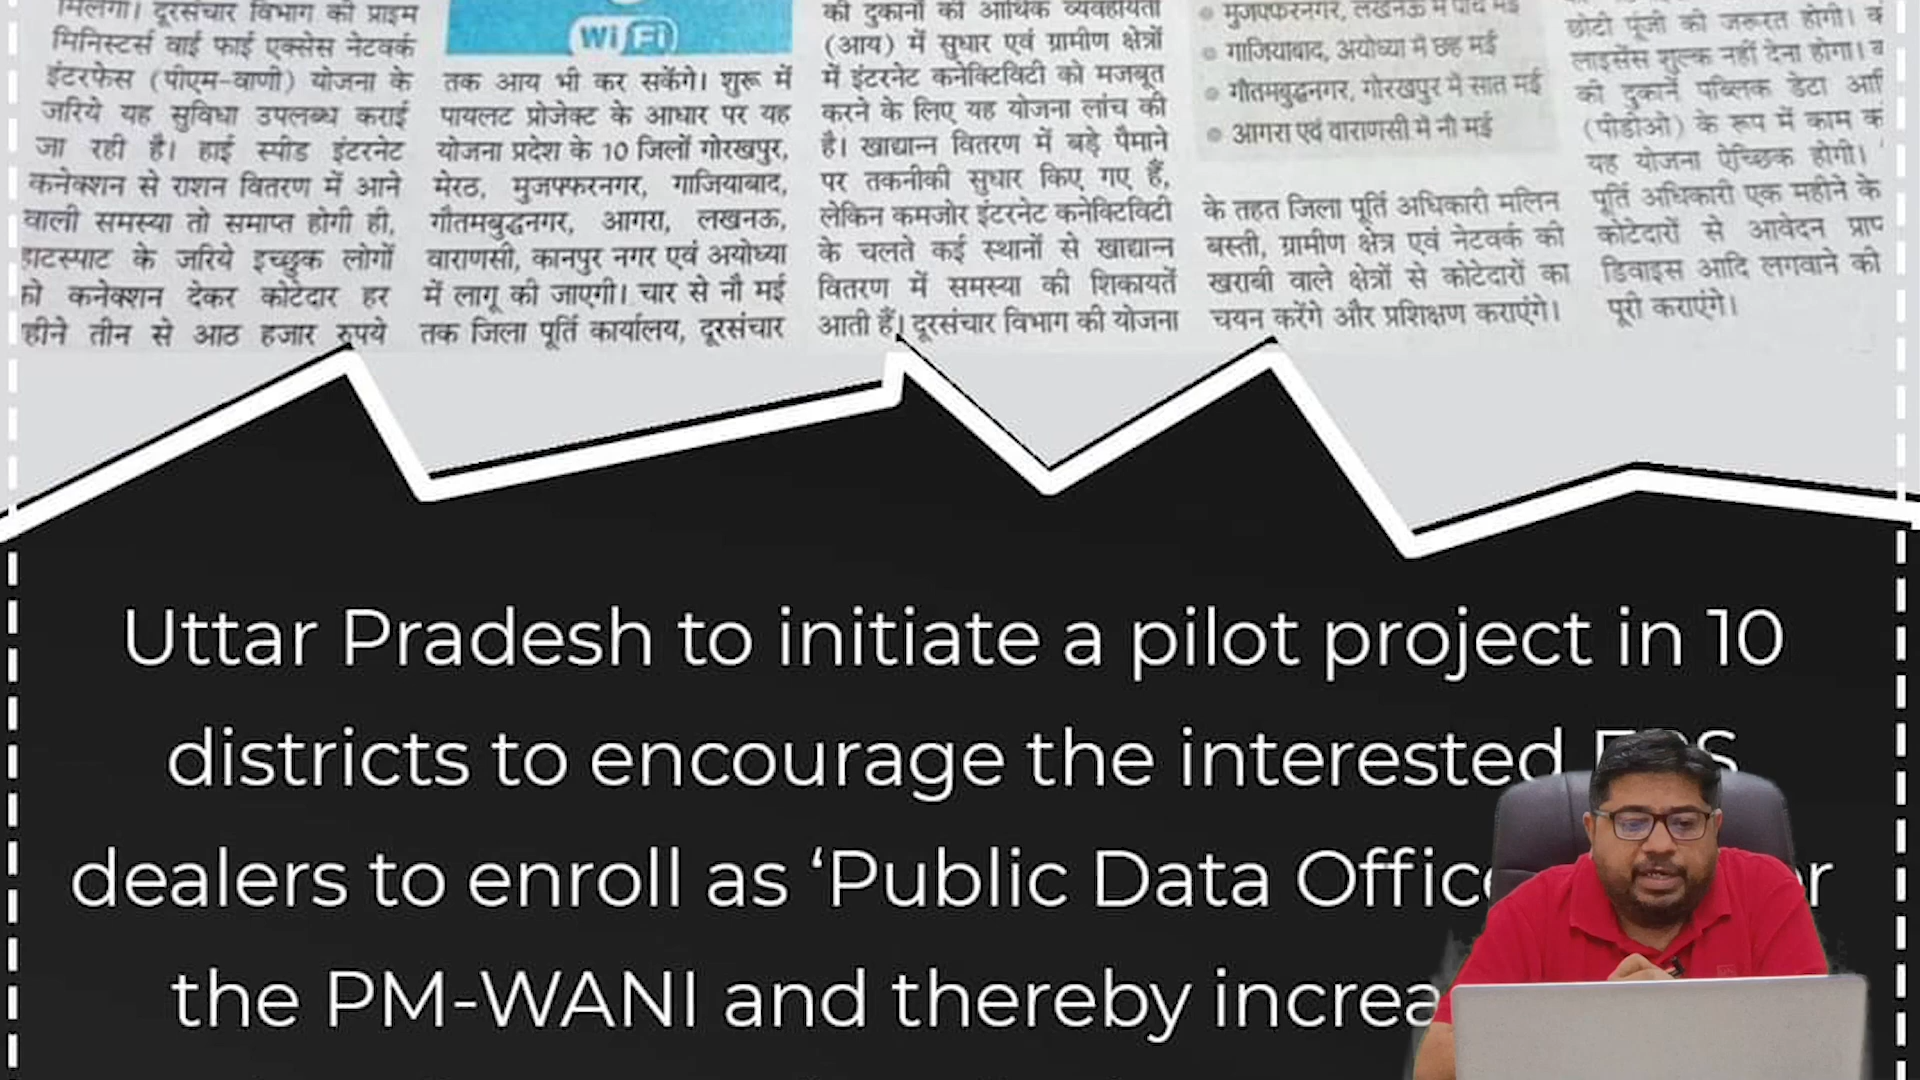 मिलेगी। दूरसंचार विभाग की प्राइम
मिनिस्टर्स वाई फाई एक्सेस नेटवर्क
इंटरफेस (पीएम-वाणी) योजना के
जरिये यह सुविधा उपलब्ध कराई
जा रही है। हाई स्पीड इंटरनेट
कनेक्शन से राशन वितरण में आने
वाली समस्या तो समाप्त होगी ही,
हाटस्पाट के जरिये इच्छुक लोगों
को कनेक्शन देकर कोटेदार हर
हीने तीन से आठ हजार रुपये
WiFi
तक आय भी कर सकेंगे। शुरू में
पायलट प्रोजेक्ट के आधार पर यह
योजना प्रदेश के 10 जिलों गोरखपुर,
मेरठ, मुजफ्फरनगर, गाजियाबाद,
गौतमबुद्धनगर, आगरा, लखनऊ,
वाराणसी, कानपुर नगर एवं अयोध्या
में लागू की जाएगी। चार से नौ मई
तक जिला पूर्ति कार्यालय, दूरसंचार
की दुकानों की आर्थिक व्यवहार्यता
(आय) में सुधार एवं ग्रामीण क्षेत्रों
में इंटरनेट कनेक्टिविटी को मजबूत
करने के लिए यह योजना लांच की
है। खाद्यान्न वितरण में बड़े पैमाने
पर तकनीकी सुधार किए गए हैं,
लेकिन कमजोर इंटरनेट कनेक्टिविटी
के चलते कई स्थानों से खाद्यान्न
वितरण में समस्या की शिकायतें
आती हैं। दूरसंचार विभाग की योजना
मुजफ्फरनगर, लखनऊ में पांच मई
गाजियाबाद, अयोध्या में छह मई
गौतमबुद्धनगर, गोरखपुर में सात मई
आगरा एवं वाराणसी में नौ मई
के तहत जिला पूर्ति अधिकारी मलिन
बस्ती, ग्रामीण क्षेत्र एवं नेटवर्क की
खराबी वाले क्षेत्रों से कोटेदारों का
चयन करेंगे और प्रशिक्षण कराएंगे।
छोटी पूंजी की जरूरत होगी।
लाइसेंस शुल्क नहीं देना होगा।
की दुकानें पब्लिक डेटा आफि
(पीडीओ) के रूप में काम क
यह योजना ऐच्छिक होगी।
पूर्ति अधिकारी एक महीने के
कोटेदारों से आवेदन प्राप
डिवाइस आदि लगवाने की
पूरी कराएंगे।
Uttar Pradesh to initiate a pilot project in 10
districts to encourage the interested
dealers to enroll as ‘Public Data Office
the PM-WANI and thereby increa